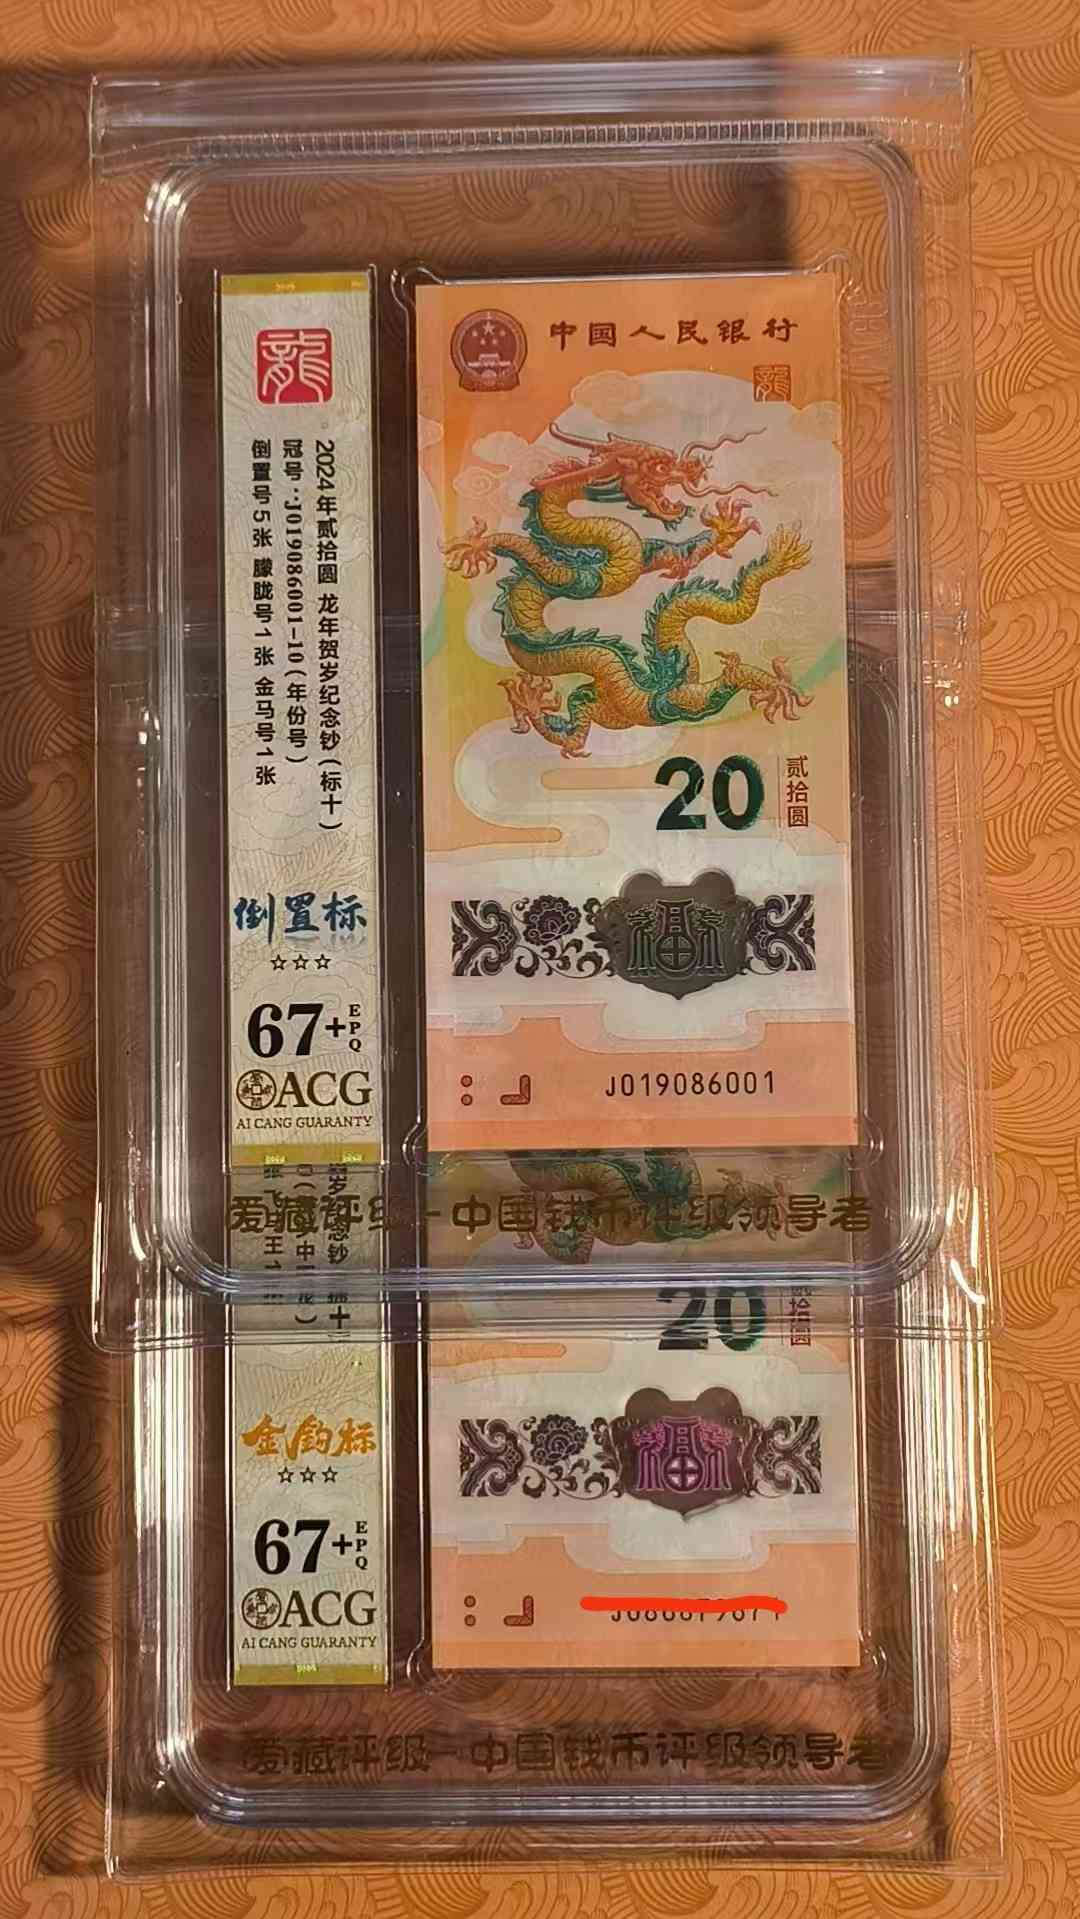 龍
2024年贰拾圆 龙年贺岁纪念钞(标十)
冠号:J019086001-10(年份号)
倒置号5张 朦胧号1张 金马号1张
倒置标
☆☆☆
67+EPQ
ACG
AI CANG GUARANTY
中国人民银行
龍
20
贰拾圆
J019086001
爱藏评级-中国钱币评级领导者
金钩标
☆☆☆
67+EPQ
ACG
AI CANG GUARANTY
20
拾圆
爱藏评级-中国钱币评级领导者